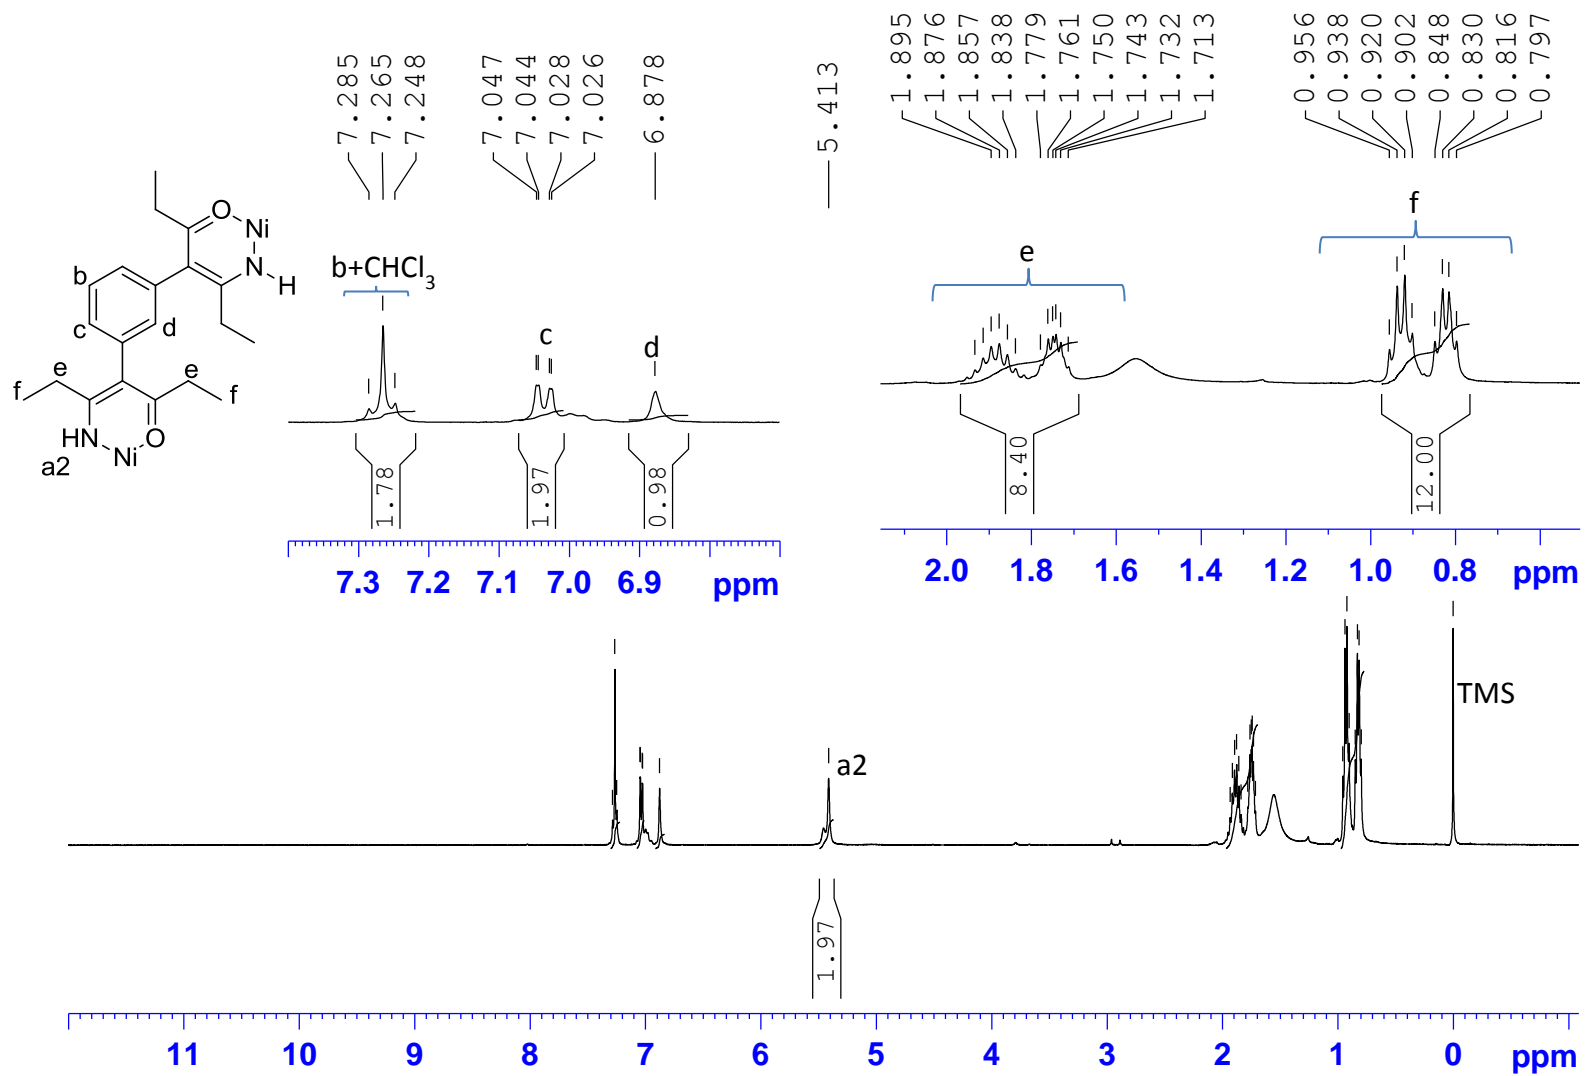 7.285
7.265
7.248
7.047
7.044
7.028
7.026
6.878
5.413
1.895
1.876
1.857
1.838
1.779
1.761
1.750
1.743
1.732
1.713
0.956
0.938
0.920
0.902
0.848
0.830
0.816
0.797
O
Ni
N
H
b
c
d
e
e
f
f
HN
O
a2
Ni
b+CHCl3
c
d
e
f
1.78
1.97
0.98
8.40
12.00
7.3 7.2 7.1 7.0 6.9 ppm
2.0 1.8 1.6 1.4 1.2 1.0 0.8 ppm
TMS
a2
1.97
11 10 9 8 7 6 5 4 3 2 1 0 ppm